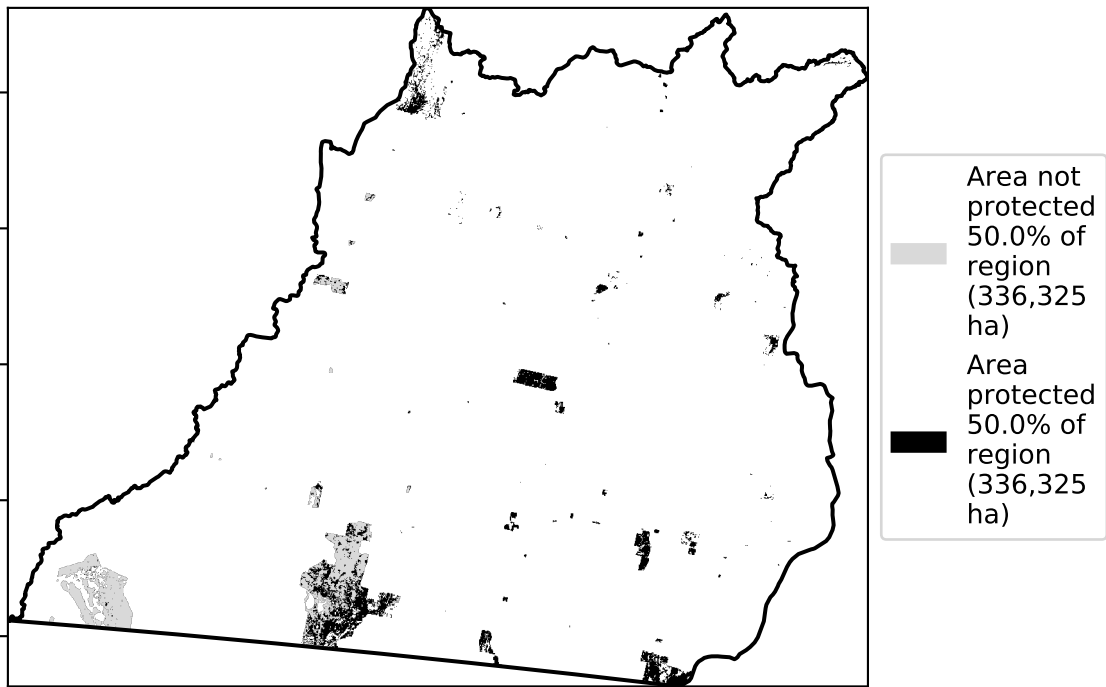 Area not
protected
50.0% of
region
(336,325
ha)
Area
protected
50.0% of
region
(336,325
ha)